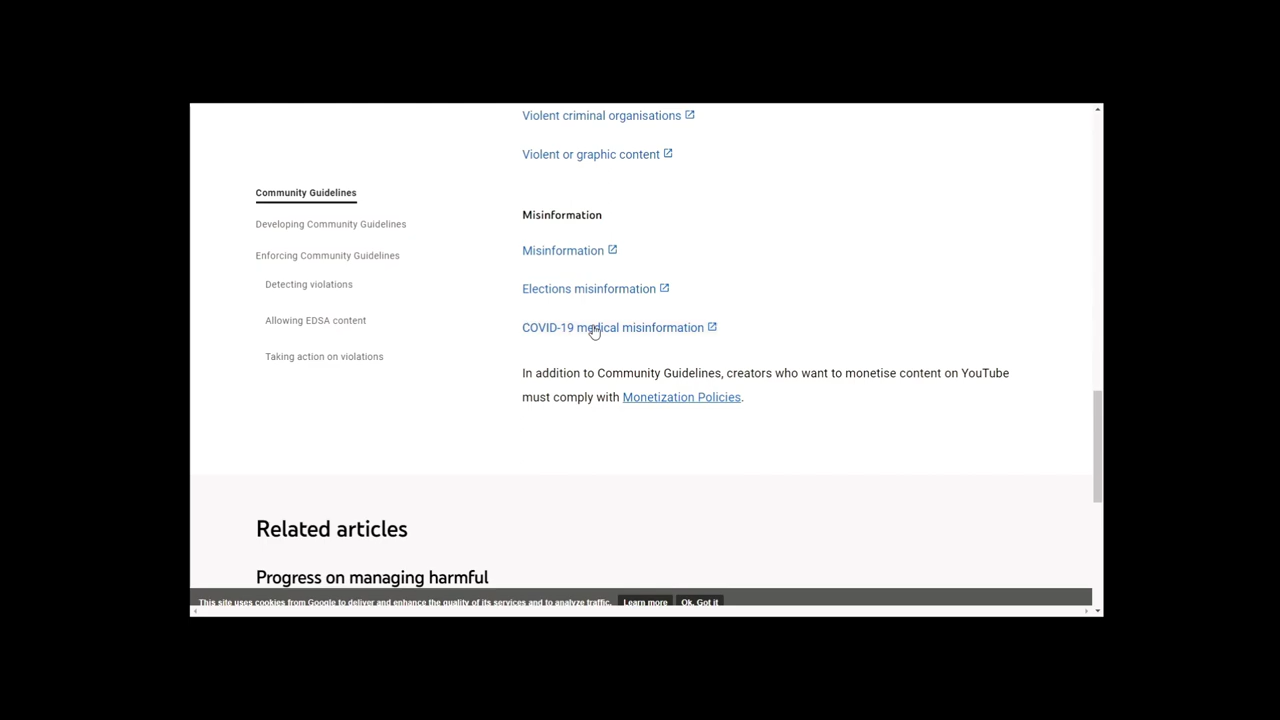 Violent criminal organisations
Violent or graphic content
Community Guidelines
Developing Community Guidelines
Enforcing Community Guidelines
Detecting violations
Allowing EDSA content
Taking action on violations
Misinformation
Misinformation
Elections misinformation
COVID-19 medical misinformation
In addition to Community Guidelines, creators who want to monetise content on YouTube
must comply with Monetization Policies.
Related articles
Progress on managing harmful
This site uses cookies from Google to deliver and enhance the quality of its services and to analyze traffic. Learn more Ok, Got it